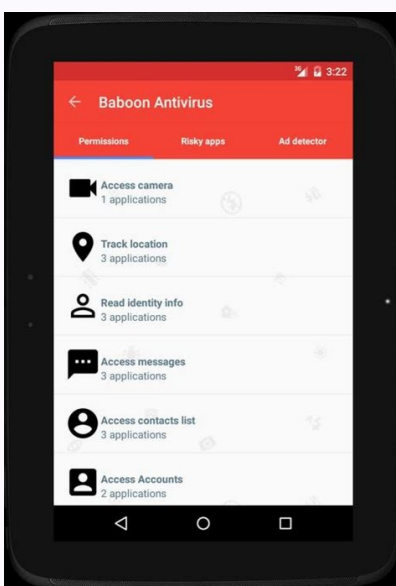 3G 3:22
Baboon Antivirus
Permissions Risky apps Ad detector
Access camera
1 applications
Track location
3 applications
Read identity info
3 applications
Access messages
3 applications
Access contacts list
3 applications
Access Accounts
2 applications